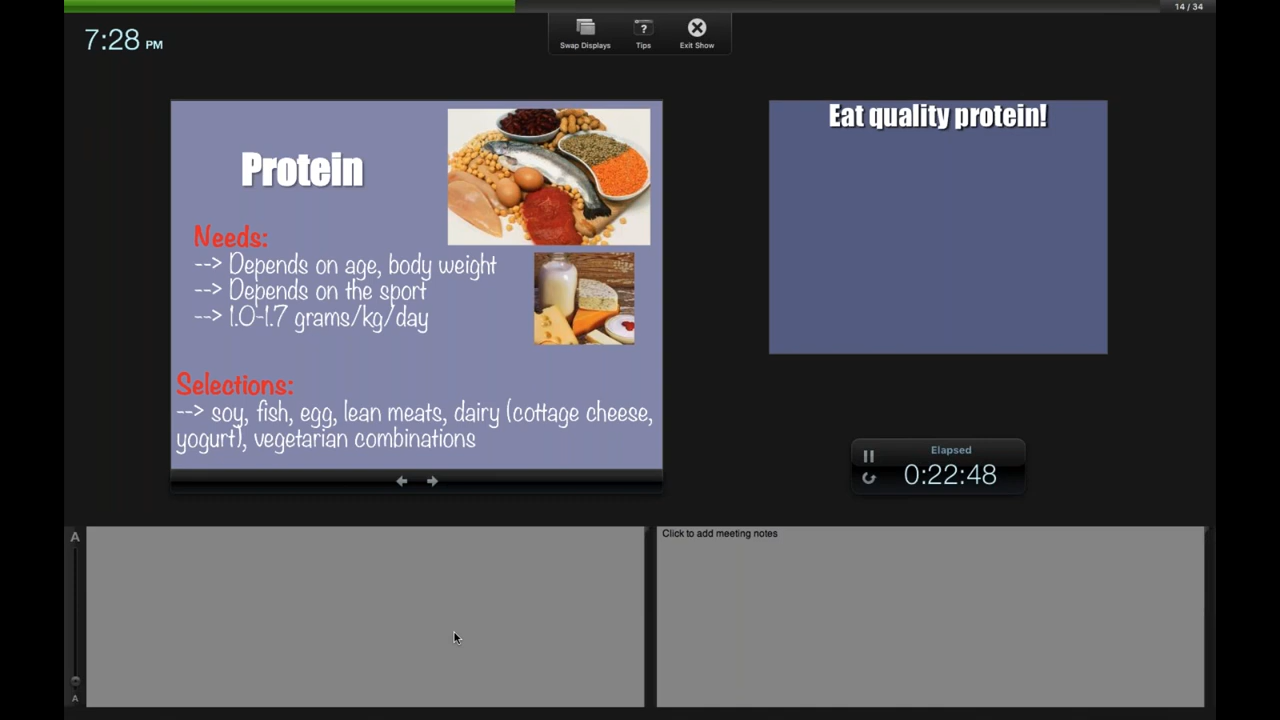 14 / 34
7:28 PM
Swap Displays
Tips
Exit Show
Protein
Needs:
--> Depends on age, body weight
--> Depends on the sport
--> 1.0-1.7 grams/kg/day
Selections:
--> soy, fish, egg, lean meats, dairy (cottage cheese,
yogurt), vegetarian combinations
Eat quality protein!
Elapsed
0:22:48
A
A
Click to add meeting notes